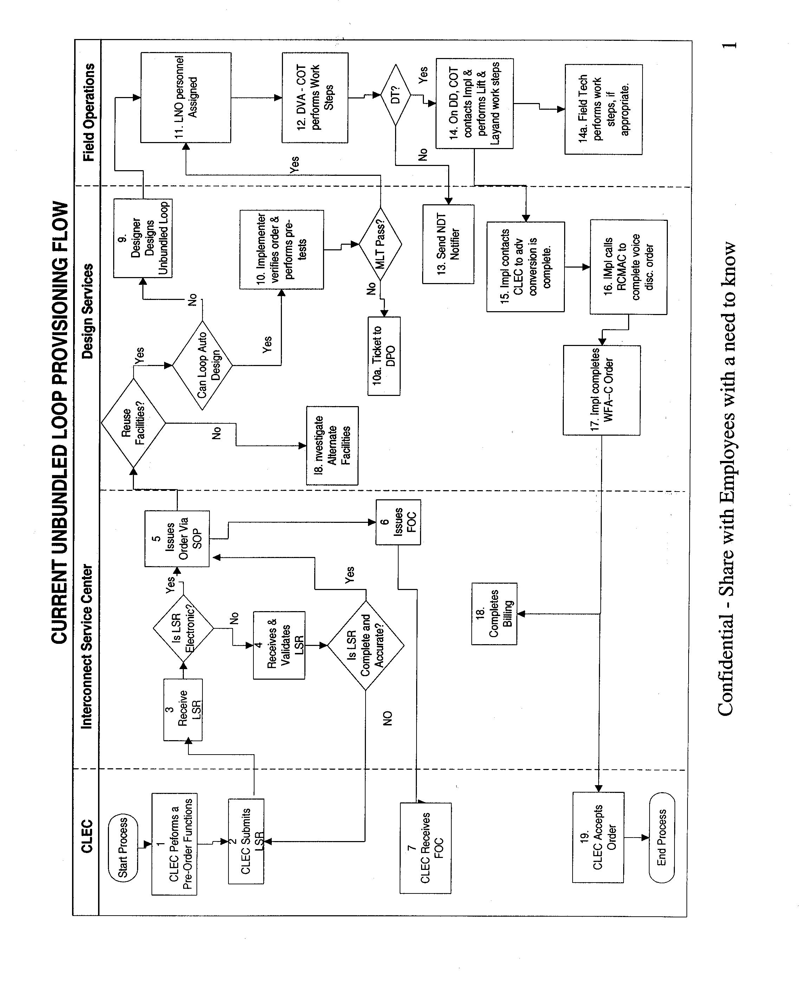 CURRENT UNBUNDLED LOOP PROVISIONING FLOW
CLEC
Interconnect Service Center
Design Services
Field Operations
Start Process
1
CLEC Peforms a
Pre-Order Functions
2
CLEC Submits
LSR
3
Receive
LSR
Is LSR
Electronic?
Yes
No
4
Receives &
Validates
LSR
Is LSR
Complete and
Accurate?
Yes
NO
5
Issues
Order Via
SOP
6
Issues
FOC
7
CLEC Receives
FOC
Reuse
Facilities?
Yes
No
I8. nvestigate
Alternate
Facilities
Can Loop Auto
Design
No
Yes
9.
Designer
Designs
Unbundled Loop
10. Implementer
verifies order &
performs pre-
tests
MLT Pass?
No
Yes
10a. Ticket to
DPO
11. LNO personnel
Assigned
12. DVA - COT
performs Work
Steps
DT?
Yes
No
13. Send NDT
Notifier
14. On DD, COT
contacts Impl &
performs Lift &
Layand work steps
14a. Field Tech
performs work
steps, if
appropriate.
15. Impl contacts
CLEC to adv
conversion is
complete.
16. IMpl calls
RCMAC to
complete voice
disc. order
17. Impl completes
WFA--C Order
18.
Completes
Billing
19.
CLEC Accepts
Order
End Process
Confidential - Share with Employees with a need to know
1